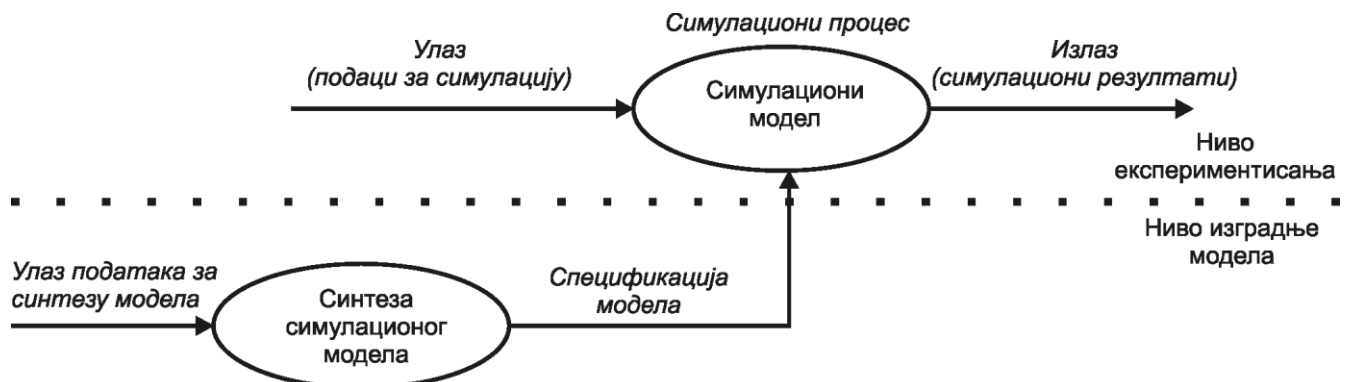 Симулациони процес
Улаз
(подаци за симулацију)
Излаз
(симулациони резултати)
Симулациони
модел
Ниво
експериментисања
Ниво изградње
модела
Улаз података за
синтезу модела
Синтеза
симулационог
модела
Спецификација
модела